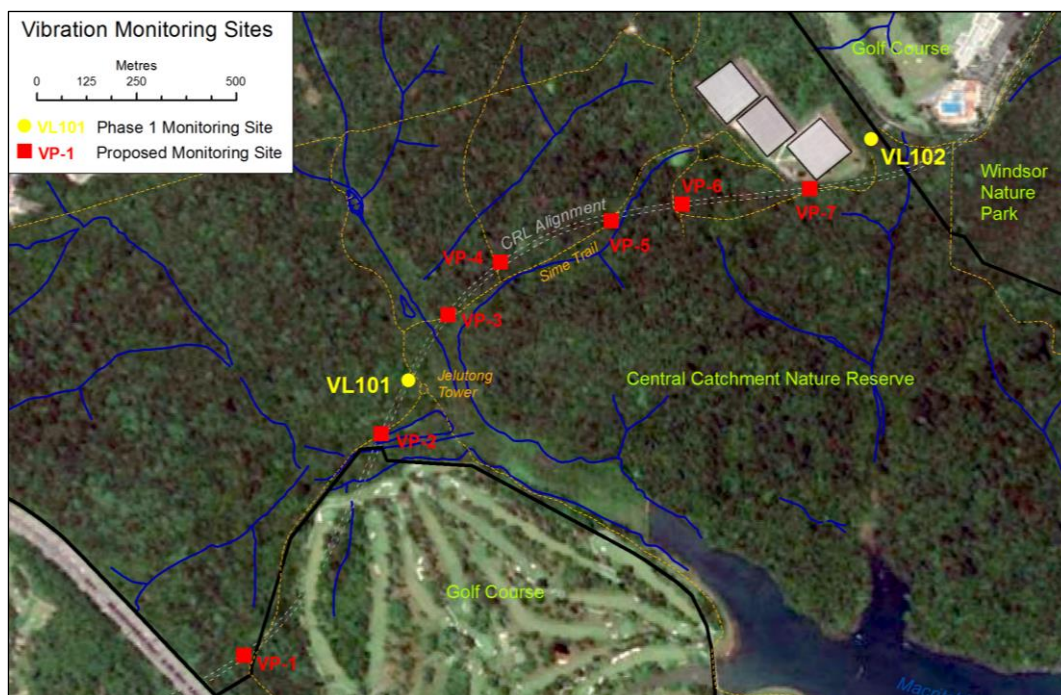 Vibration Monitoring Sites
Metres
0 125 250 500
VL101 Phase 1 Monitoring Site
VP-1 Proposed Monitoring Site
Golf Course
VL102
Windsor
Nature
Park
VP-6
VP-7
CRL Alignment
VP-5
VP-4
Sime Trail
VP-3
VL101
Jelutong
Tower
Central Catchment Nature Reserve
VP-2
Golf Course
VP-1